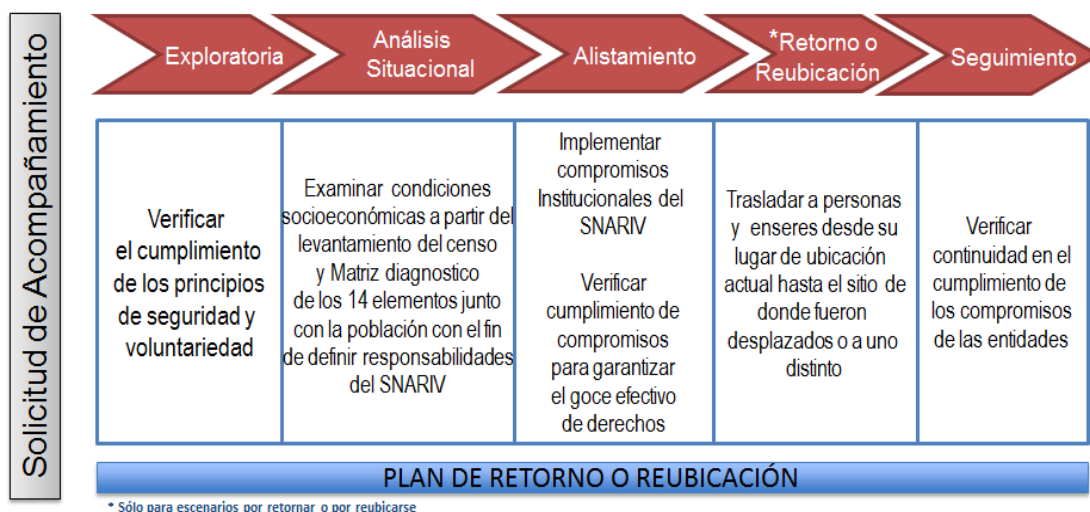 Solicitud de Acompañamiento
Exploratoria
Análisis
Situacional
Alistamiento
*Retorno o
Reubicación
Seguimiento
Verificar
el cumplimiento
de los principios
de seguridad y
voluntariedad
Examinar condiciones
socioeconómicas a partir del
levantamiento del censo
y Matriz diagnostico
de los 14 elementos junto
con la población con el fin
de definir responsabilidades
del SNARIV
Implementar
compromisos
Institucionales del
SNARIV
Verificar
cumplimiento de
compromisos
para garantizar
el goce efectivo
de derechos
Trasladar a personas
y enseres desde su
lugar de ubicación
actual hasta el sitio de
donde fueron
desplazados o a uno
distinto
Verificar
continuidad en el
cumplimiento de
los compromisos
de las entidades
PLAN DE RETORNO O REUBICACIÓN
* Sólo para escenarios por retornar o por reubicarse